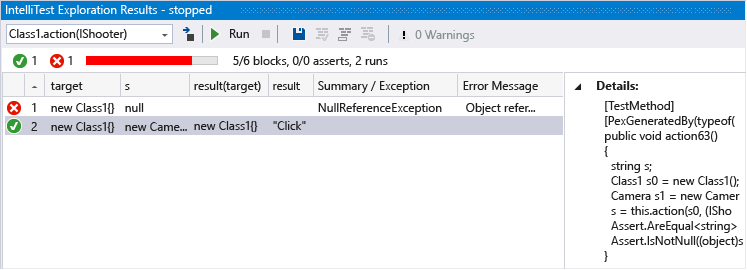 IntelliTest Exploration Results - stopped
Class1.action(IShooter) Run 0 Warnings
1 1 5/6 blocks, 0/0 asserts, 2 runs
target s result(target) result Summary / Exception Error Message
1 new Class1{} null NullReferenceException Object refer...
2 new Class1{} new Came... new Class1{} "Click"
Details:
[TestMethod]
[PexGeneratedBy(typeof(
public void action63()
{
string s;
Class1 s0 = new Class1();
Camera s1 = new Camer
s = this.action(s0, (ISho
Assert.AreEqual<string>
Assert.IsNotNull((object)s
}